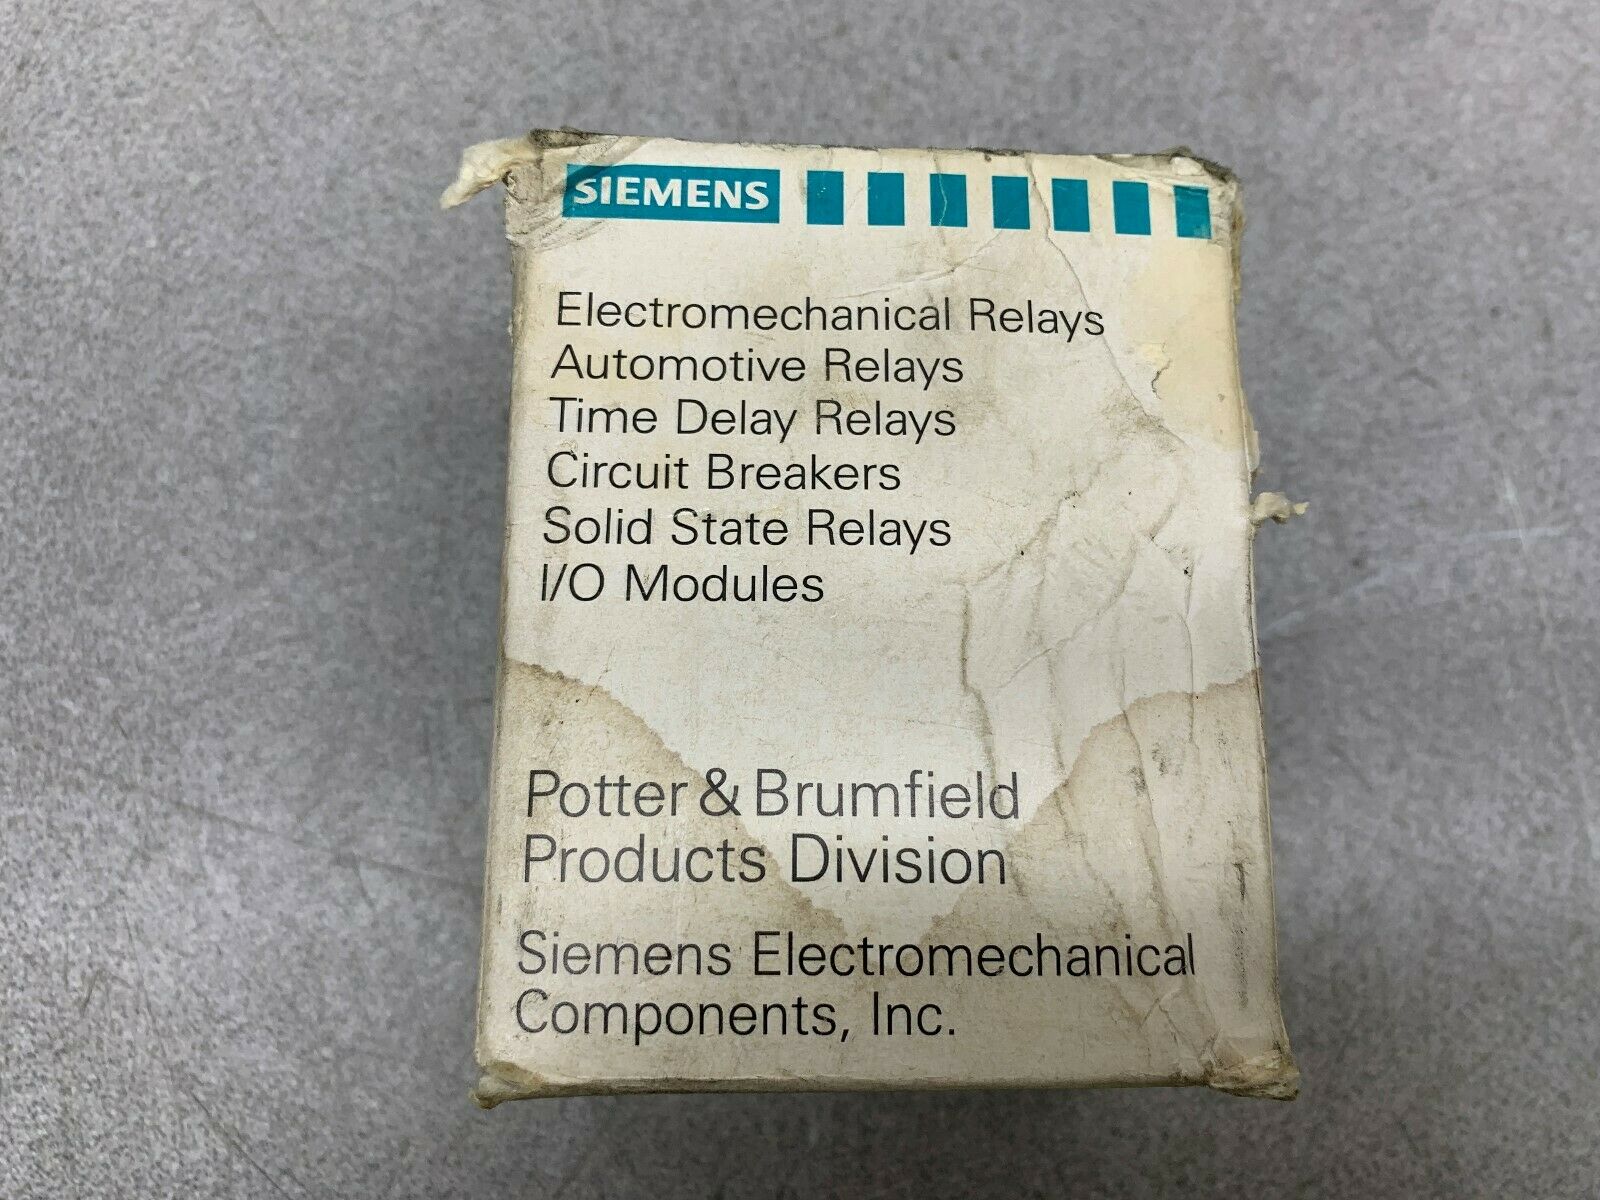 SIEMENS
Electromechanical Relays
Automotive Relays
Time Delay Relays
Circuit Breakers
Solid State Relays
I/O Modules
Potter & Brumfield
Products Division
Siemens Electromechanical
Components, Inc.